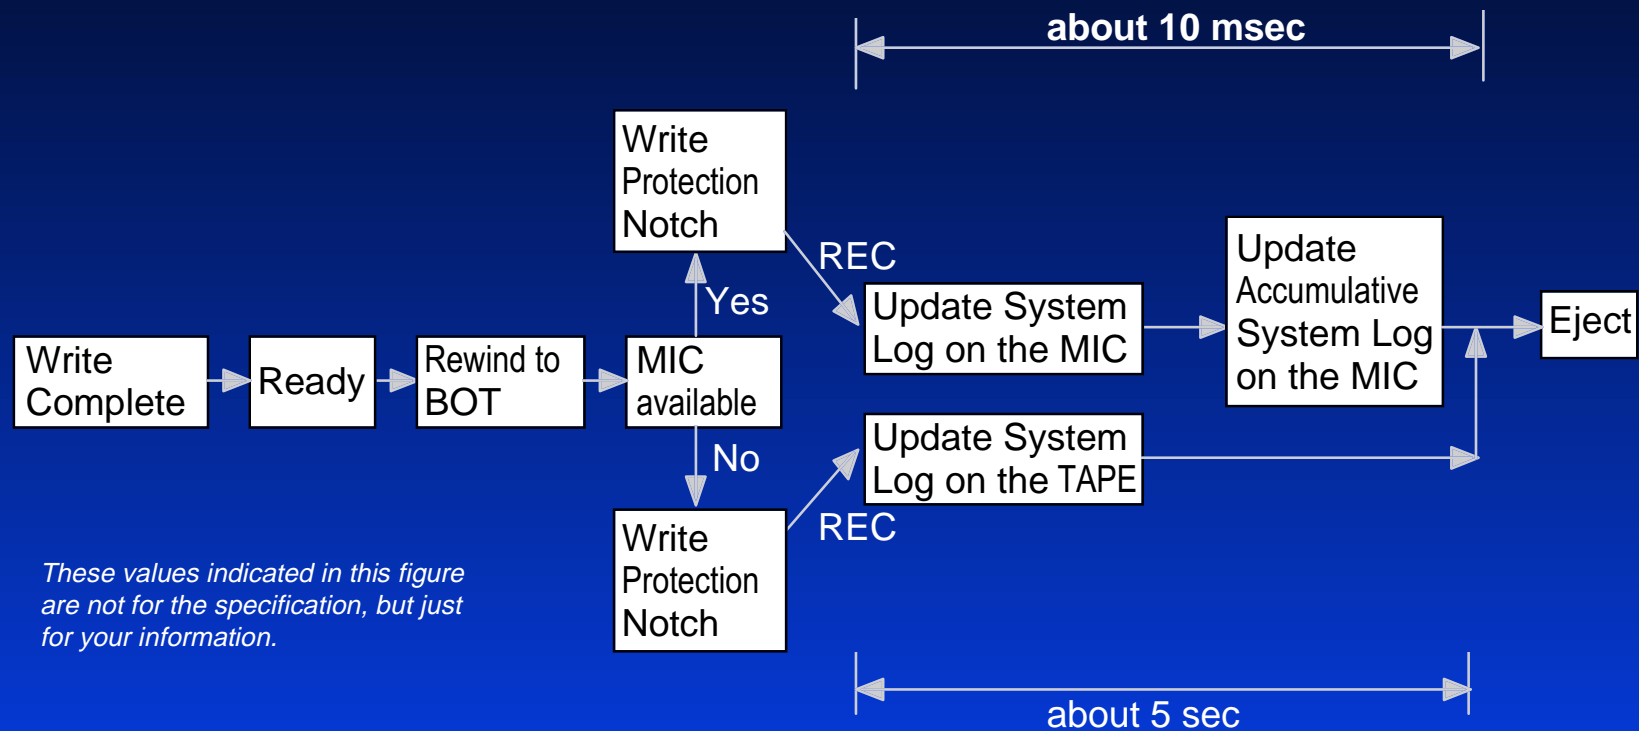 about 10 msec
Write
Protection
Notch
REC
Yes
Update System
Log on the MIC
Update
Accumulative
System Log
on the MIC
Eject
Write
Complete
Ready
Rewind to
BOT
MIC
available
No
Update System
Log on the TAPE
REC
Write
Protection
Notch
These values indicated in this figure
are not for the specification, but just
for your information.
about 5 sec